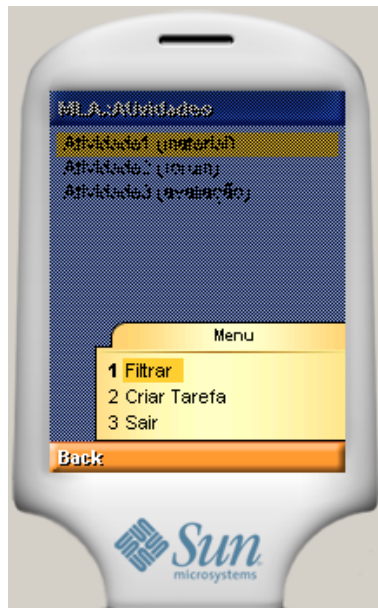 MLA::Atividades
Atividade1 (material)
Atividade2 (forum)
Atividade3 (avaliação)
Menu
1 Filtrar
2 Criar Tarefa
3 Sair
Back
Sun
microsystems